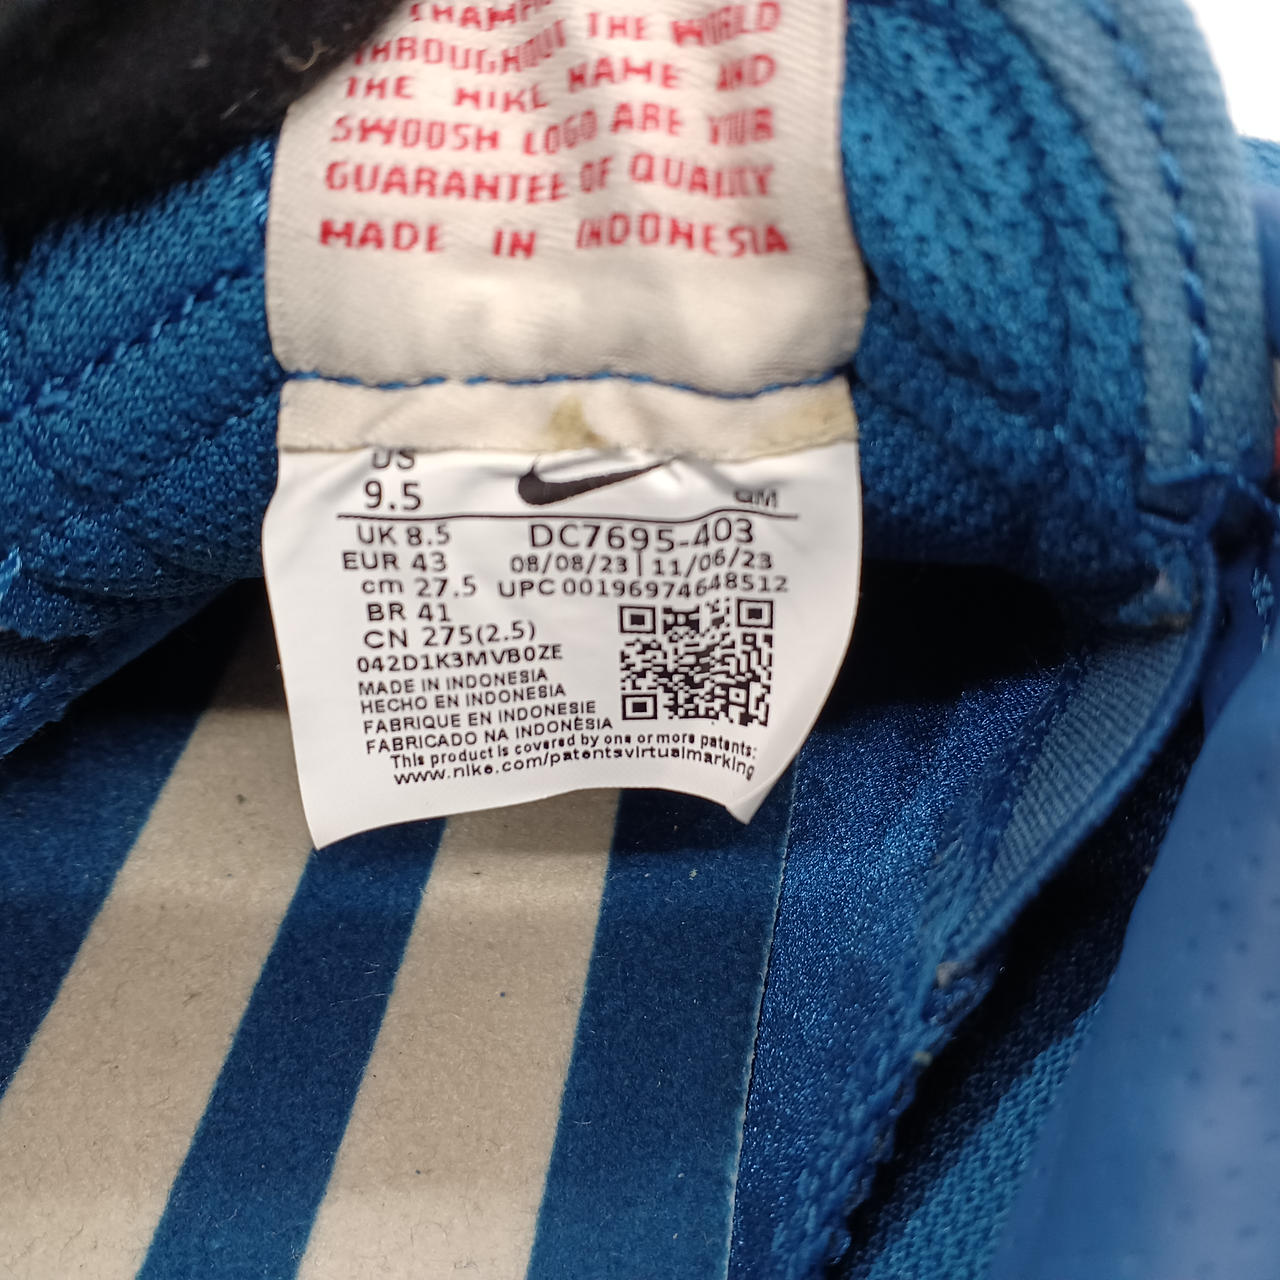 THROUGHOUT THE WORLD
THE NIKE NAME AND
SWOOSH LOGO ARE YOUR
GUARANTEE OF QUALITY
MADE IN INDONESIA
US
9.5
QM
UK 8.5 DC7695-403
EUR 43 08/08/23 | 11/06/23
cm 27.5 UPC 00196974648512
BR 41
CN 275(2.5)
042D1K3MVB0ZE
MADE IN INDONESIA
HECHO EN INDONESIA
FABRIQUE EN INDONESIE
FABRICADO NA INDONÉSIA
This product is covered by one or more patents:
www.nike.com/patentsvirtualmarking